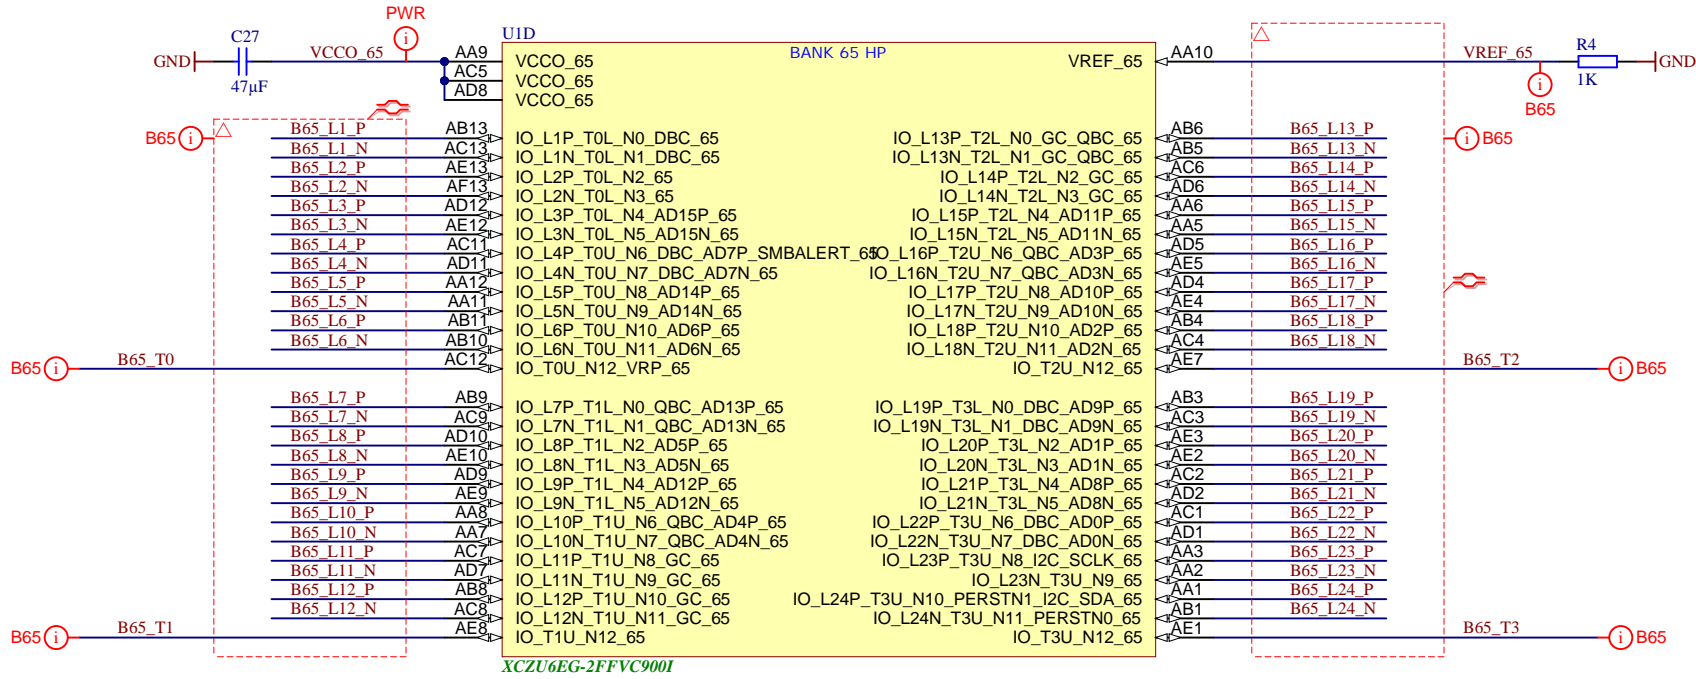 PWR
i
C27
GND
VCCO_65
47µF
U1D
BANK 65 HP
AA9
VCCO_65
AC5
VCCO_65
AD8
VCCO_65
VREF_65
AA10
VREF_65
R4
GND
1K
i
B65
B65 i
B65_L1_P AB13 IO_L1P_T0L_N0_DBC_65
B65_L1_N AC13 IO_L1N_T0L_N1_DBC_65
B65_L2_P AE13 IO_L2P_T0L_N2_65
B65_L2_N AF13 IO_L2N_T0L_N3_65
B65_L3_P AD12 IO_L3P_T0L_N4_AD15P_65
B65_L3_N AE12 IO_L3N_T0L_N5_AD15N_65
B65_L4_P AC11 IO_L4P_T0U_N6_DBC_AD7P_SMBALERT_65
B65_L4_N AD11 IO_L4N_T0U_N7_DBC_AD7N_65
B65_L5_P AA12 IO_L5P_T0U_N8_AD14P_65
B65_L5_N AA11 IO_L5N_T0U_N9_AD14N_65
B65_L6_P AB11 IO_L6P_T0U_N10_AD6P_65
B65_L6_N AB10 IO_L6N_T0U_N11_AD6N_65
B65 i B65_T0 AC12 IO_T0U_N12_VRP_65
B65_L7_P AB9 IO_L7P_T1L_N0_QBC_AD13P_65
B65_L7_N AC9 IO_L7N_T1L_N1_QBC_AD13N_65
B65_L8_P AD10 IO_L8P_T1L_N2_AD5P_65
B65_L8_N AE10 IO_L8N_T1L_N3_AD5N_65
B65_L9_P AD9 IO_L9P_T1L_N4_AD12P_65
B65_L9_N AE9 IO_L9N_T1L_N5_AD12N_65
B65_L10_P AA8 IO_L10P_T1U_N6_QBC_AD4P_65
B65_L10_N AA7 IO_L10N_T1U_N7_QBC_AD4N_65
B65_L11_P AC7 IO_L11P_T1U_N8_GC_65
B65_L11_N AD7 IO_L11N_T1U_N9_GC_65
B65_L12_P AB8 IO_L12P_T1U_N10_GC_65
B65_L12_N AC8 IO_L12N_T1U_N11_GC_65
B65 i B65_T1 AE8 IO_T1U_N12_65
IO_L13P_T2L_N0_GC_QBC_65 AB6 B65_L13_P
i B65
IO_L13N_T2L_N1_GC_QBC_65 AB5 B65_L13_N
IO_L14P_T2L_N2_GC_65 AC6 B65_L14_P
IO_L14N_T2L_N3_GC_65 AD6 B65_L14_N
IO_L15P_T2L_N4_AD11P_65 AA6 B65_L15_P
IO_L15N_T2L_N5_AD11N_65 AA5 B65_L15_N
IO_L16P_T2U_N6_QBC_AD3P_65 AD5 B65_L16_P
IO_L16N_T2U_N7_QBC_AD3N_65 AE5 B65_L16_N
IO_L17P_T2U_N8_AD10P_65 AD4 B65_L17_P
IO_L17N_T2U_N9_AD10N_65 AE4 B65_L17_N
IO_L18P_T2U_N10_AD2P_65 AB4 B65_L18_P
IO_L18N_T2U_N11_AD2N_65 AC4 B65_L18_N
IO_T2U_N12_65 AE7 B65_T2 i B65
IO_L19P_T3L_N0_DBC_AD9P_65 AB3 B65_L19_P
IO_L19N_T3L_N1_DBC_AD9N_65 AC3 B65_L19_N
IO_L20P_T3L_N2_AD1P_65 AE3 B65_L20_P
IO_L20N_T3L_N3_AD1N_65 AE2 B65_L20_N
IO_L21P_T3L_N4_AD8P_65 AC2 B65_L21_P
IO_L21N_T3L_N5_AD8N_65 AD2 B65_L21_N
IO_L22P_T3U_N6_DBC_AD0P_65 AC1 B65_L22_P
IO_L22N_T3U_N7_DBC_AD0N_65 AD1 B65_L22_N
IO_L23P_T3U_N8_I2C_SCLK_65 AA3 B65_L23_P
IO_L23N_T3U_N9_65 AA2 B65_L23_N
IO_L24P_T3U_N10_PERSTN1_I2C_SDA_65 AA1 B65_L24_P
IO_L24N_T3U_N11_PERSTN0_65 AB1 B65_L24_N
IO_T3U_N12_65 AE1 B65_T3 i B65
XCZU6EG-2FFVC900I